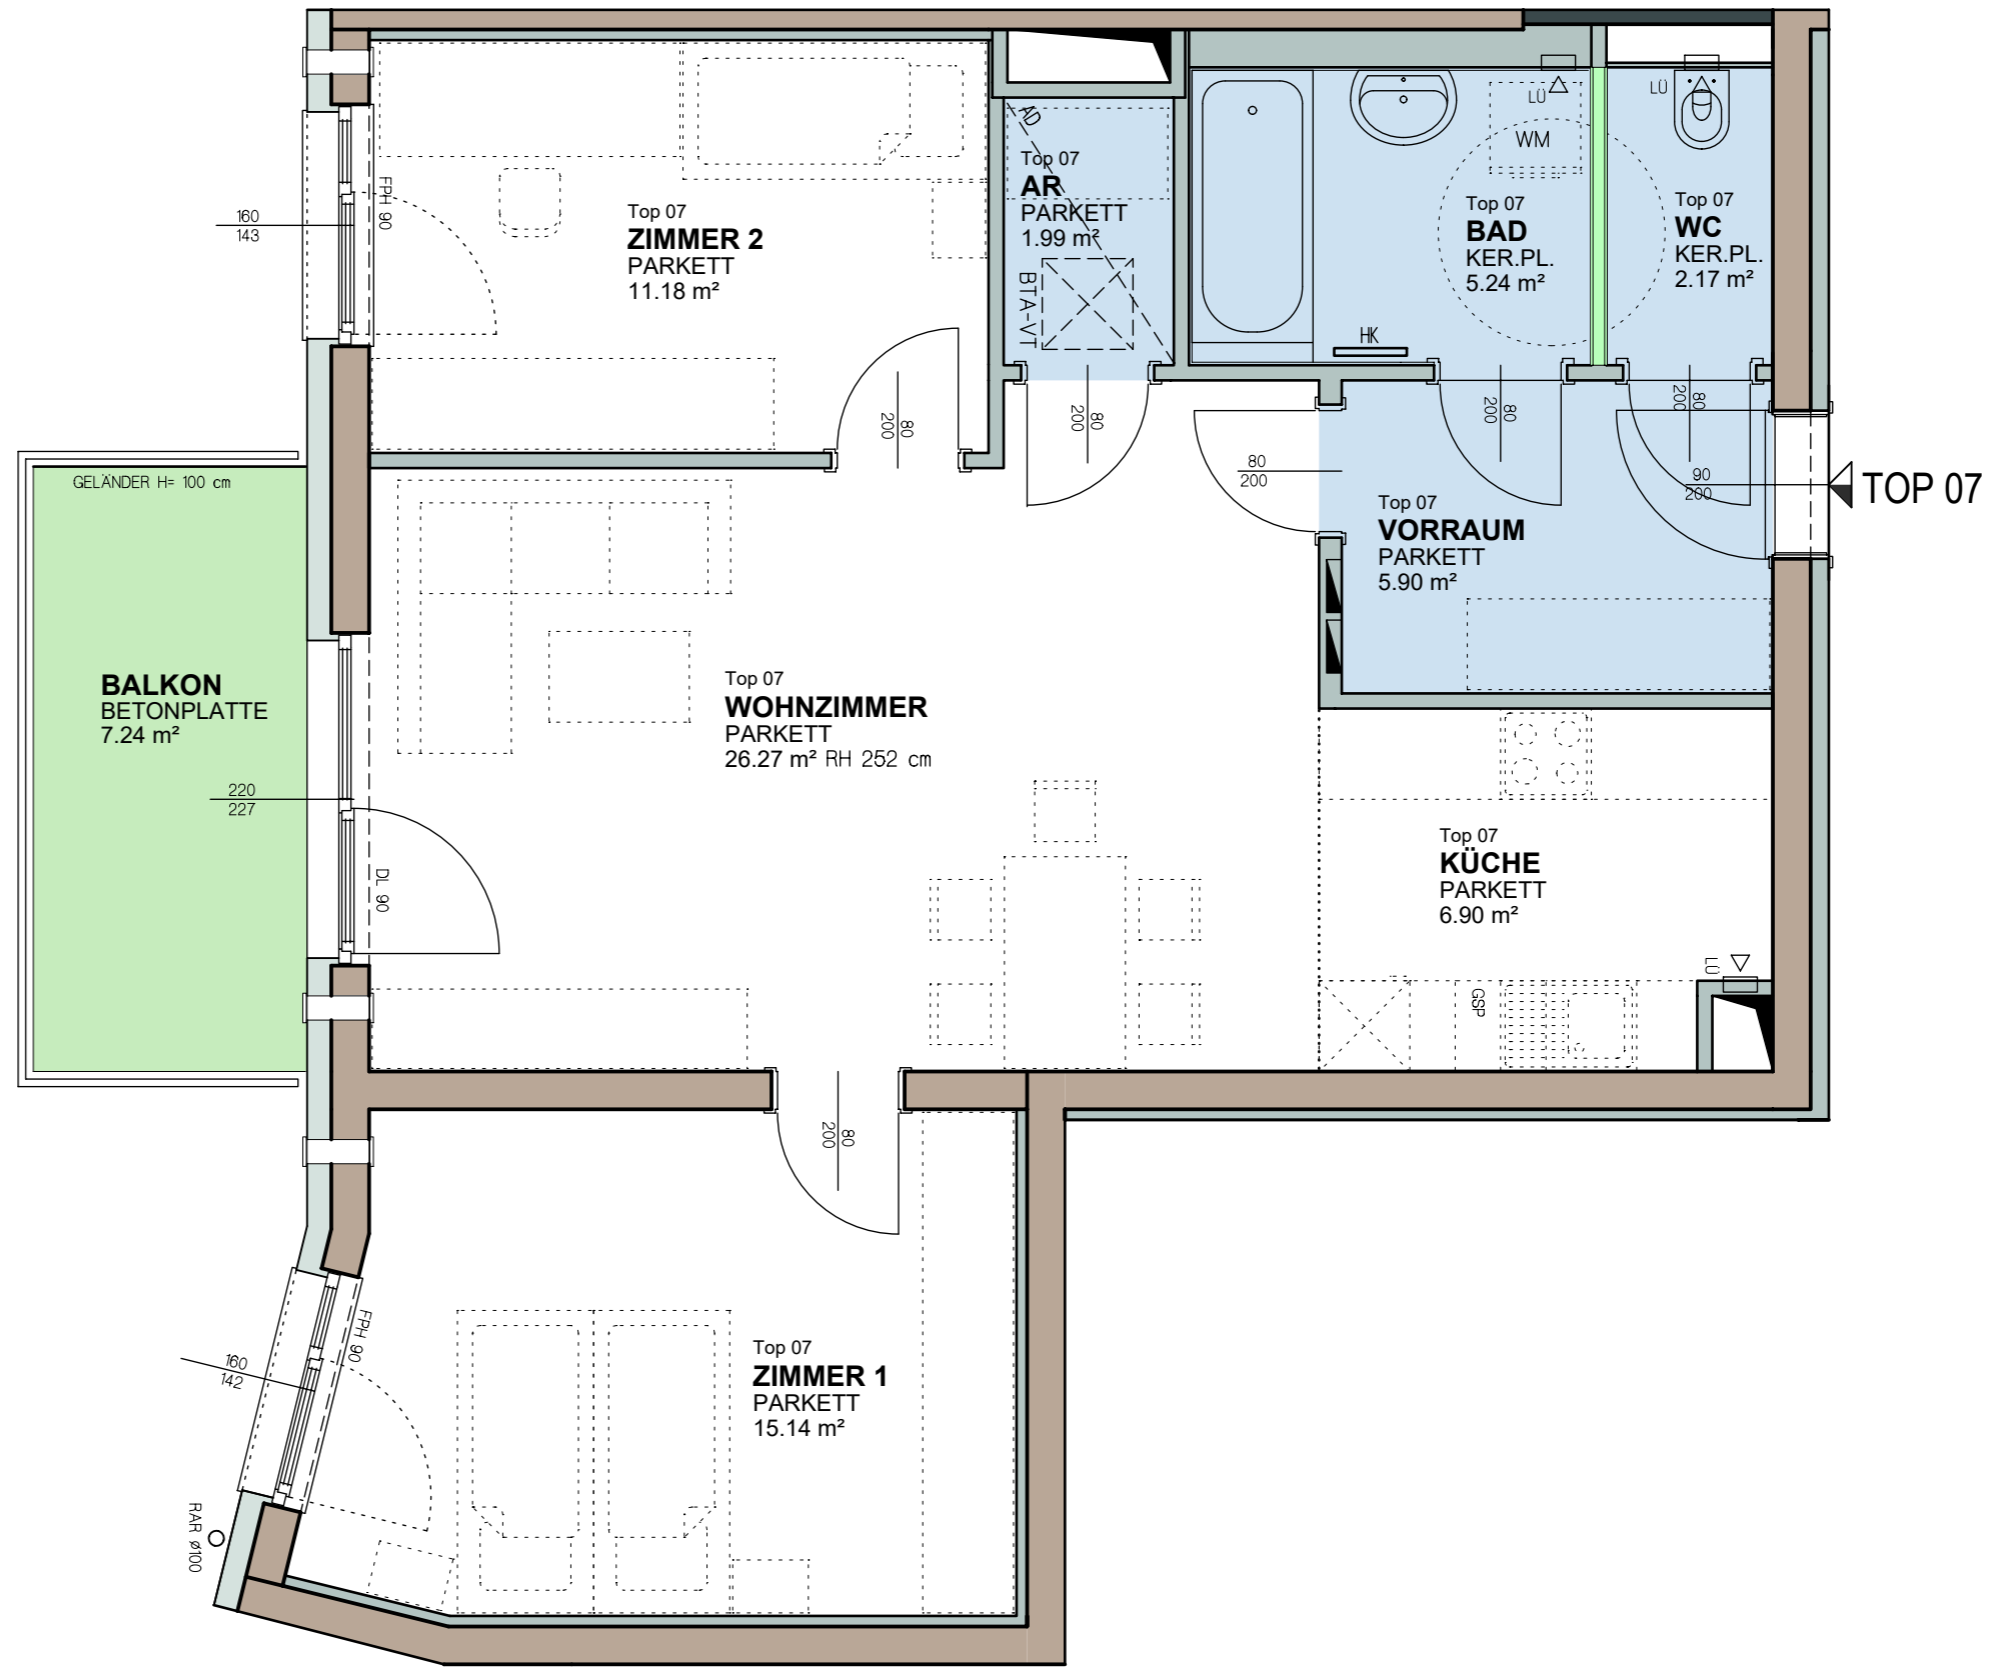 160
143
FPH 90
Top 07
ZIMMER 2
PARKETT
11.18 m²
80
200
AD
Top 07
AR
PARKETT
1.99 m²
BTA-VT
80
200
HK
LÜ
WM
Top 07
BAD
KER.PL.
5.24 m²
80
200
LÜ
Top 07
WC
KER.PL.
2.17 m²
80
200
80
200
90
200
TOP 07
Top 07
VORRAUM
PARKETT
5.90 m²
GELÄNDER H= 100 cm
BALKON
BETONPLATTE
7.24 m²
220
227
DL 90
Top 07
WOHNZIMMER
PARKETT
26.27 m² RH 252 cm
Top 07
KÜCHE
PARKETT
6.90 m²
LÜ
GSP
80
200
160
142
FPH 90
RAR ø100
Top 07
ZIMMER 1
PARKETT
15.14 m²